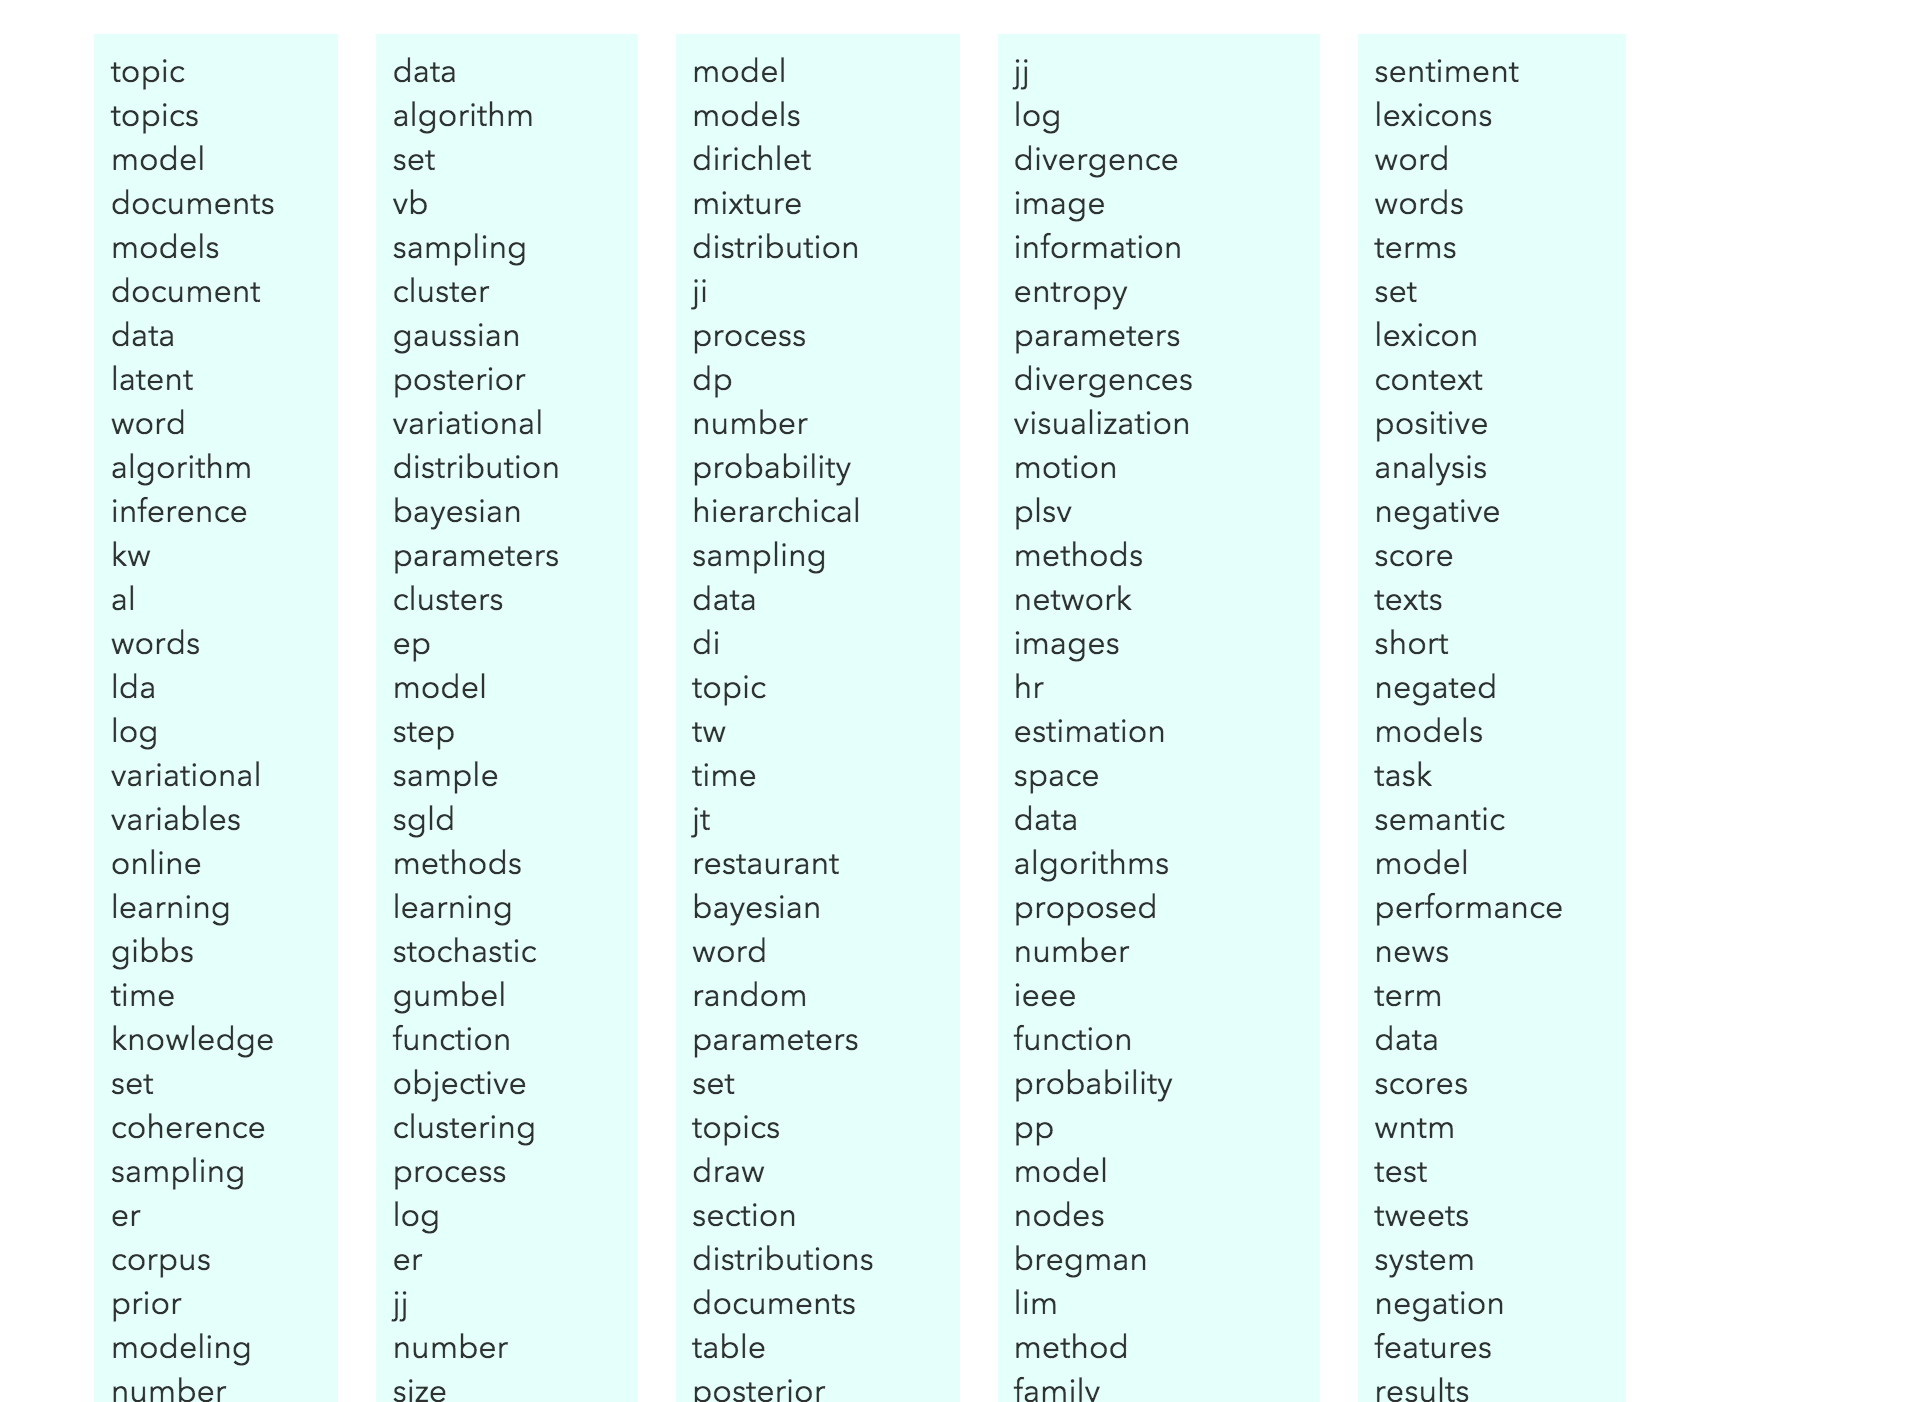 topic
topics
model
documents
models
document
data
latent
word
algorithm
inference
kw
al
words
lda
log
variational
variables
online
learning
gibbs
time
knowledge
set
coherence
sampling
er
corpus
prior
modeling
number
data
algorithm
set
vb
sampling
cluster
gaussian
posterior
variational
distribution
bayesian
parameters
clusters
ep
model
step
sample
sgld
methods
learning
stochastic
gumbel
function
objective
clustering
process
log
er
jj
number
size
model
models
dirichlet
mixture
distribution
ji
process
dp
number
probability
hierarchical
sampling
data
di
topic
tw
time
jt
restaurant
bayesian
word
random
parameters
set
topics
draw
section
distributions
documents
table
posterior
jj
log
divergence
image
information
entropy
parameters
divergences
visualization
motion
plsv
methods
network
images
hr
estimation
space
data
algorithms
proposed
number
ieee
function
probability
pp
model
nodes
bregman
lim
method
family
sentiment
lexicons
word
words
terms
set
lexicon
context
positive
analysis
negative
score
texts
short
negated
models
task
semantic
model
performance
news
term
data
scores
wntm
test
tweets
system
negation
features
results